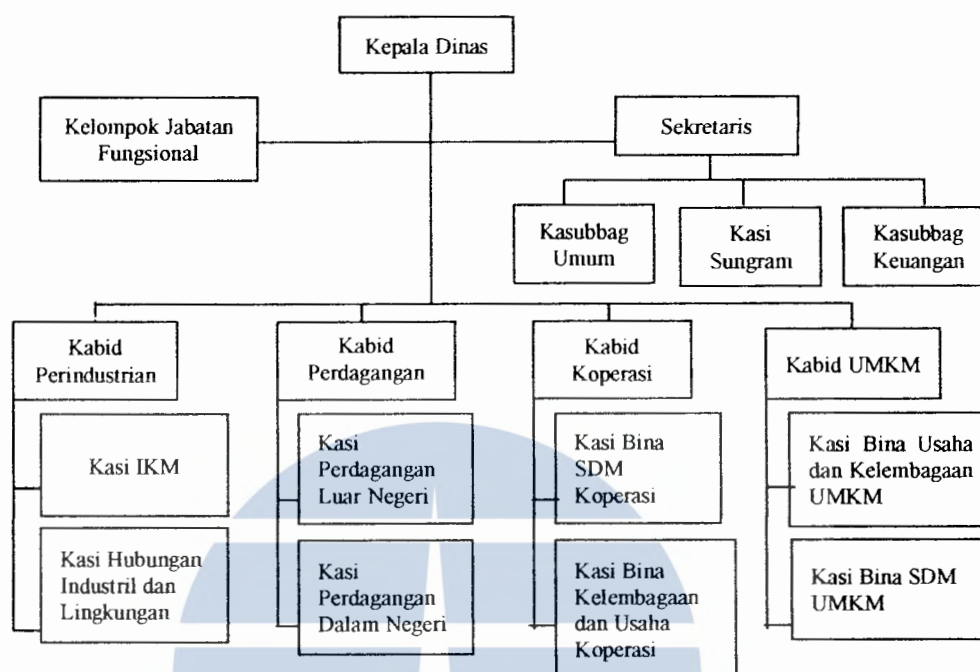 Kepala Dinas
Kelompok Jabatan
Fungsional
Sekretaris
Kasubbag
Umum
Kasi
Sungram
Kasubbag
Keuangan
Kabid
Perindustrian
Kabid
Perdagangan
Kabid
Koperasi
Kabid UMKM
Kasi IKM
Kasi
Perdagangan
Luar Negeri
Kasi Bina
SDM
Koperasi
Kasi Bina Usaha
dan Kelembagaan
UMKM
Kasi Hubungan
Industril dan
Lingkungan
Kasi
Perdagangan
Dalam Negeri
Kasi Bina
Kelembagaan
dan Usaha
Koperasi
Kasi Bina SDM
UMKM